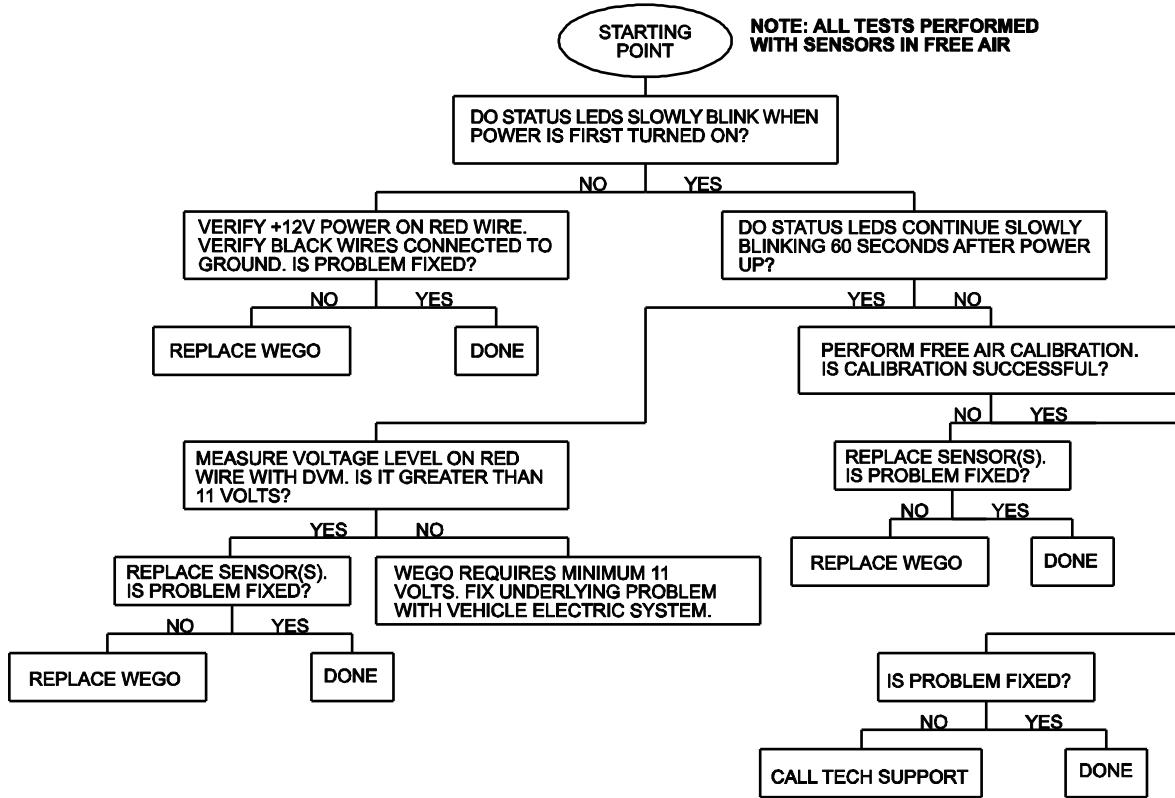 STARTING
POINT
NOTE: ALL TESTS PERFORMED
WITH SENSORS IN FREE AIR
DO STATUS LEDS SLOWLY BLINK WHEN
POWER IS FIRST TURNED ON?
NO
YES
VERIFY +12V POWER ON RED WIRE.
VERIFY BLACK WIRES CONNECTED TO
GROUND. IS PROBLEM FIXED?
DO STATUS LEDS CONTINUE SLOWLY
BLINKING 60 SECONDS AFTER POWER
UP?
NO
YES
YES
NO
REPLACE WEGO
DONE
PERFORM FREE AIR CALIBRATION.
IS CALIBRATION SUCCESSFUL?
NO
YES
MEASURE VOLTAGE LEVEL ON RED
WIRE WITH DVM. IS IT GREATER THAN
11 VOLTS?
REPLACE SENSOR(S).
IS PROBLEM FIXED?
YES
NO
NO
YES
REPLACE SENSOR(S).
IS PROBLEM FIXED?
WEGO REQUIRES MINIMUM 11
VOLTS. FIX UNDERLYING PROBLEM
WITH VEHICLE ELECTRIC SYSTEM.
REPLACE WEGO
DONE
NO
YES
REPLACE WEGO
DONE
IS PROBLEM FIXED?
NO
YES
CALL TECH SUPPORT
DONE